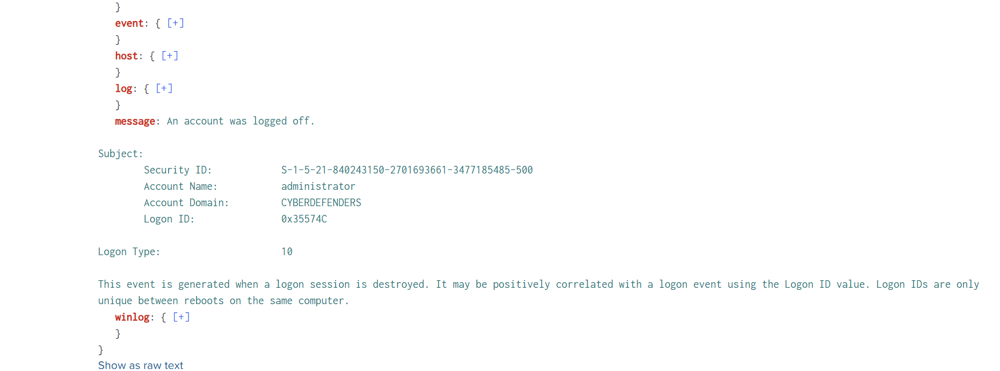 }
event: { [+]
}
host: { [+]
}
log: { [+]
}
message: An account was logged off.
Subject:
Security ID: S-1-5-21-840243150-2701693661-3477185485-500
Account Name: administrator
Account Domain: CYBERDEFENDERS
Logon ID: 0x35574C
Logon Type: 10
This event is generated when a logon session is destroyed. It may be positively correlated with a logon event using the Logon ID value. Logon IDs are only
unique between reboots on the same computer.
winlog: { [+]
}
}
Show as raw text